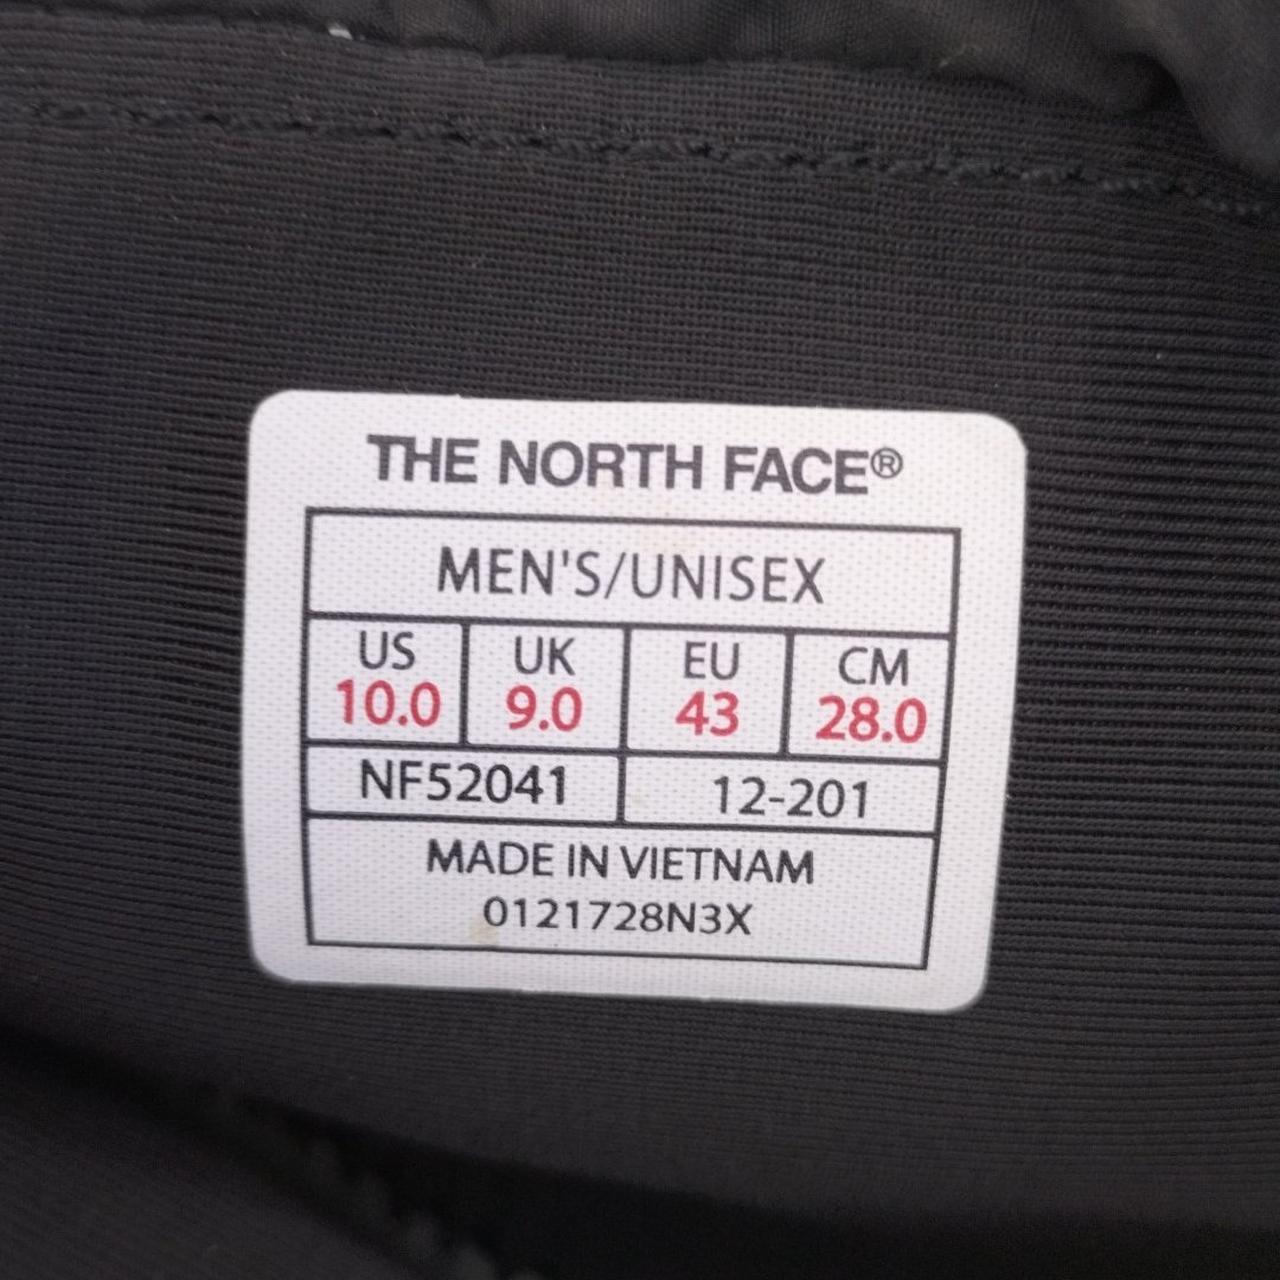 THE NORTH FACE®
MEN'S/UNISEX
US UK EU CM
10.0 9.0 43 28.0
NF52041 12-201
MADE IN VIETNAM
0121728N3X